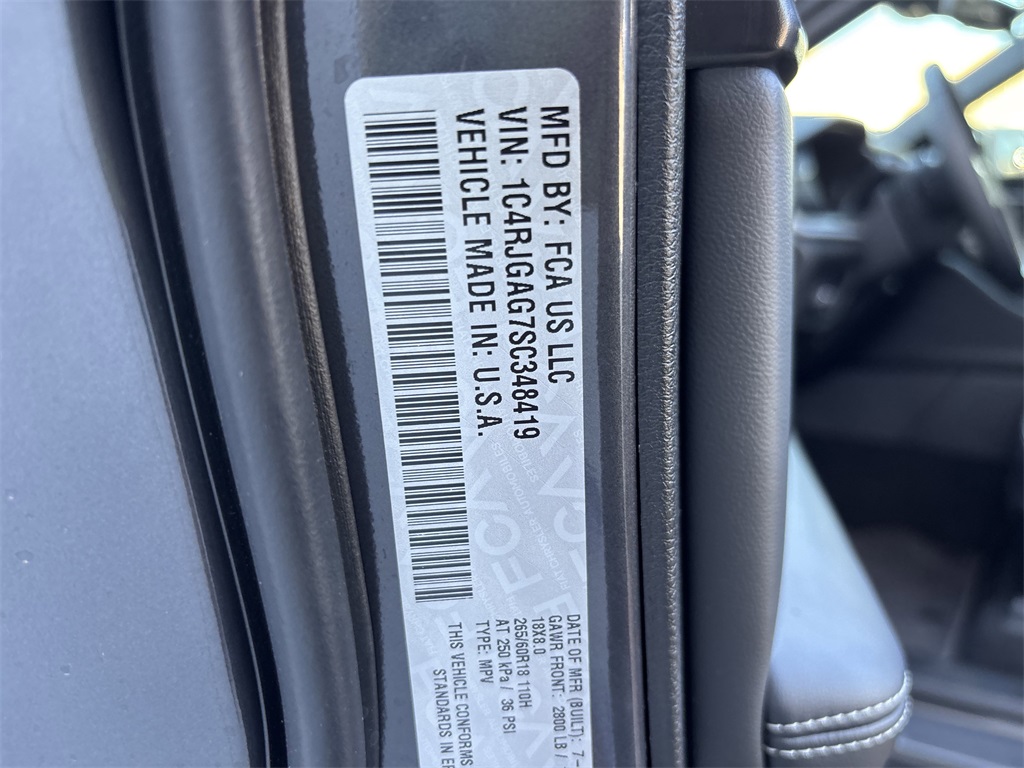 MFD BY: FCA US LLC
VIN: 1C4RJGAG7SC348419
VEHICLE MADE IN: U.S.A.
DATE OF MFR (BUILT): 7-
GAWR FRONT: 2800 LB /
18X8.0
265/60R18 110H
AT 250 kPa / 36 PSI
TYPE: MPV
THIS VEHICLE CONFORMS
STANDARDS IN
FCA